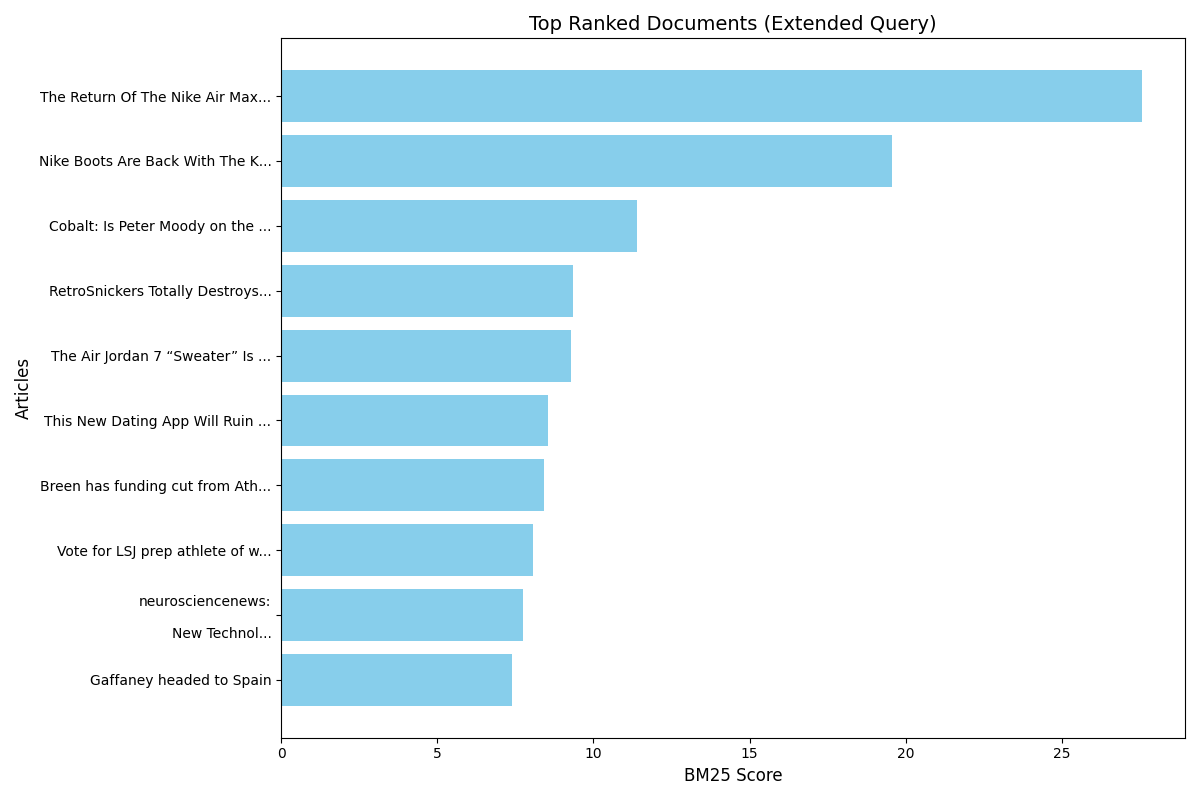 Top Ranked Documents (Extended Query)
The Return Of The Nike Air Max...
Nike Boots Are Back With The K...
Cobalt: Is Peter Moody on the ...
RetroSnickers Totally Destroys...
The Air Jordan 7 “Sweater” Is ...
This New Dating App Will Ruin ...
Breen has funding cut from Ath...
Vote for LSJ prep athlete of w...
neurosciencenews:
New Technol...
Gaffaney headed to Spain
Articles
0 5 10 15 20 25
BM25 Score